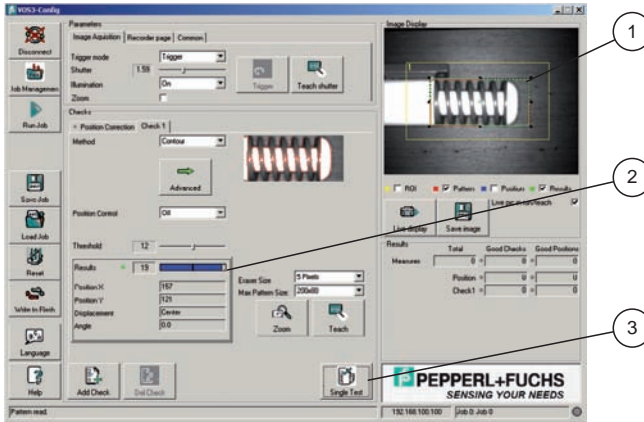 VOS3-Config
Disconnect
Job Managemen
Run Job
Save Job
Load Job
Reset
Write to Flash
Language
Help
Parameters
Image Aquisition
Recorder page
Common
Trigger mode
Trigger
Shutter
1.59
Illumination
On
Zoom
Trigger
Teach shutter
Checks
Position Correction
Check 1
Method
Contour
Advanced
Position Control
Off
Threshold
12
Results
19
Position X
157
Position Y
121
Displacement
Center
Angle
0.0
Eraser Size
5 Pixels
Max Pattern Size:
200x80
Zoom
Teach
Add Check
Del Check
Single Test
Image Display
1
ROI
Pattern
Position
Results
Live display
Save image
Results
Total
Good Checks
Good Positions
Measures
0 = 0 0
Position = 0 0
Check1 = 0 0
PEPPERL+FUCHS
SENSING YOUR NEEDS
Pattern read.
192.168.100.100
Job 0: Job 0
1
2
3